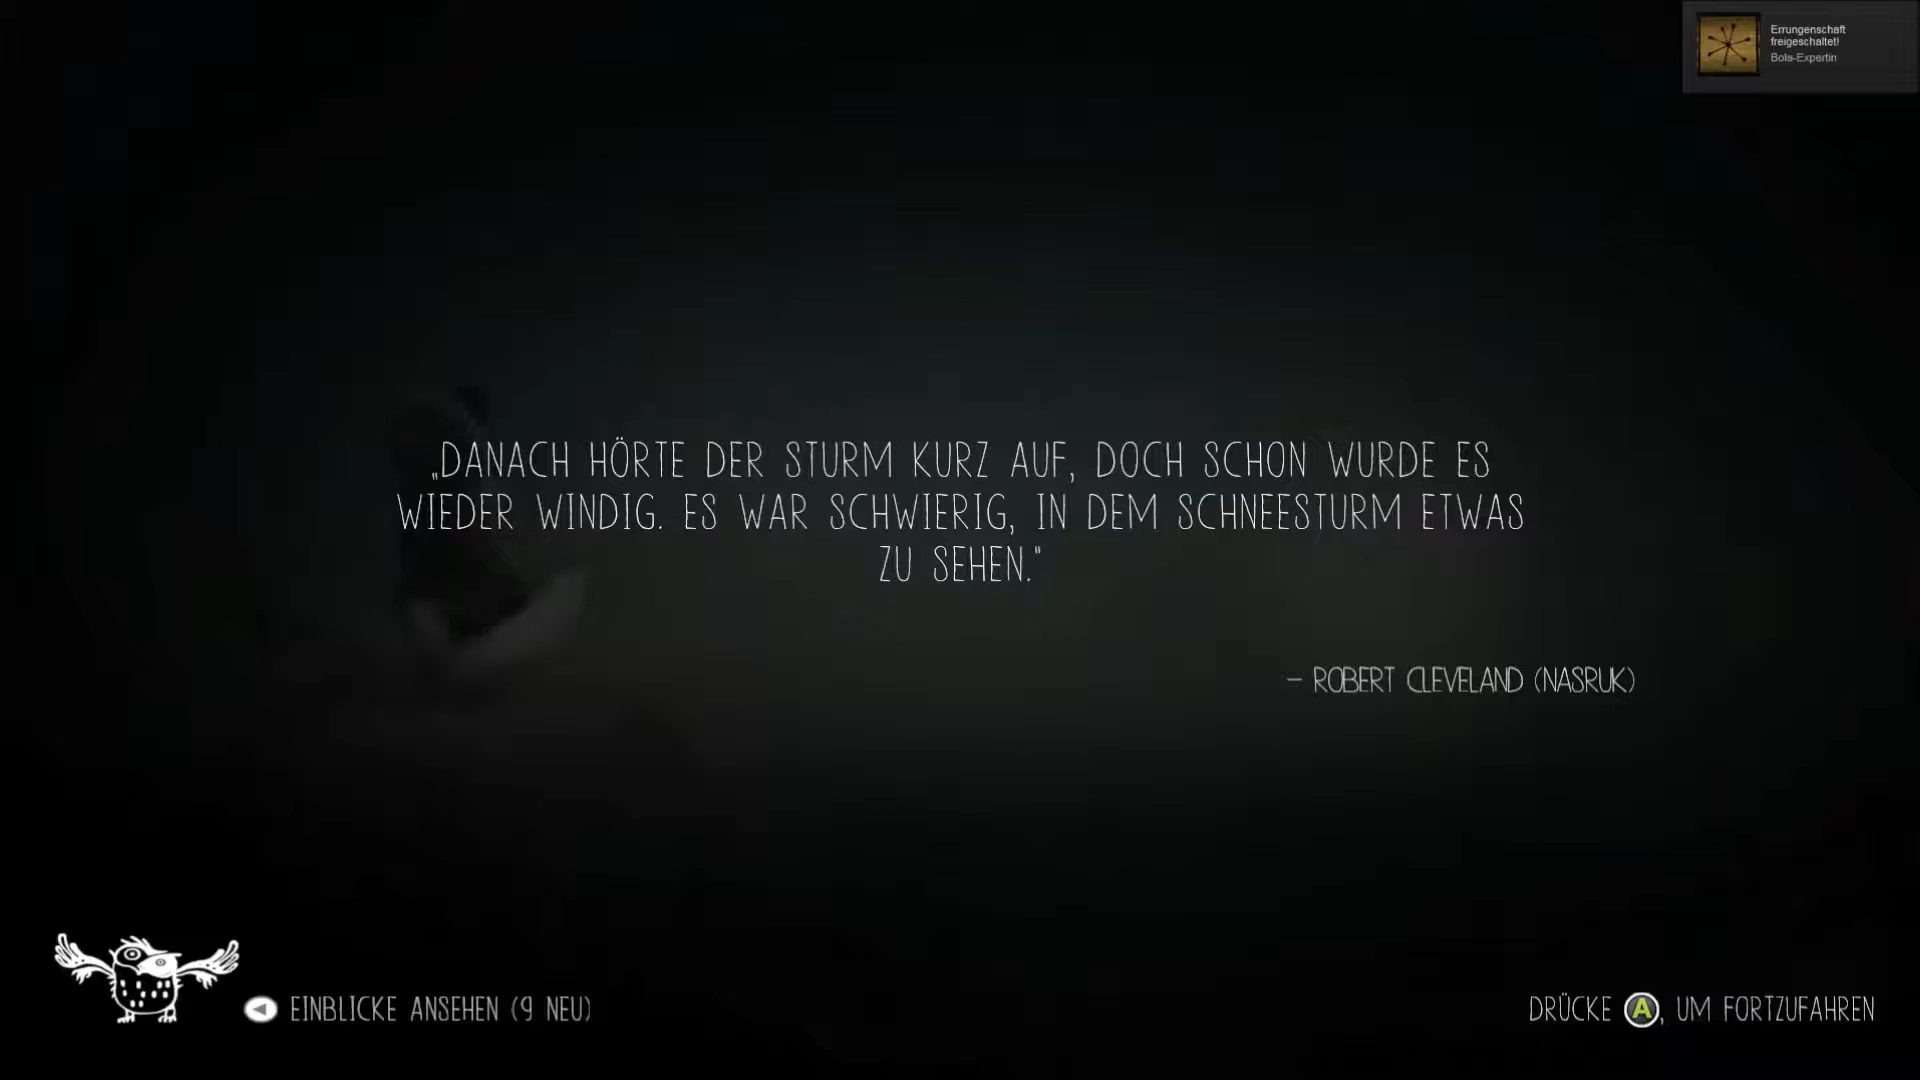 Errungenschaft
freigeschaltet!
Bola-Expertin
„DANACH HÖRTE DER STURM KURZ AUF, DOCH SCHON WURDE ES
WIEDER WINDIG. ES WAR SCHWIERIG, IN DEM SCHNEESTURM ETWAS
ZU SEHEN."
– ROBERT CLEVELAND (NASRUK)
EINBLICKE ANSEHEN (9 NEU)
DRÜCKE A, UM FORTZUFAHREN